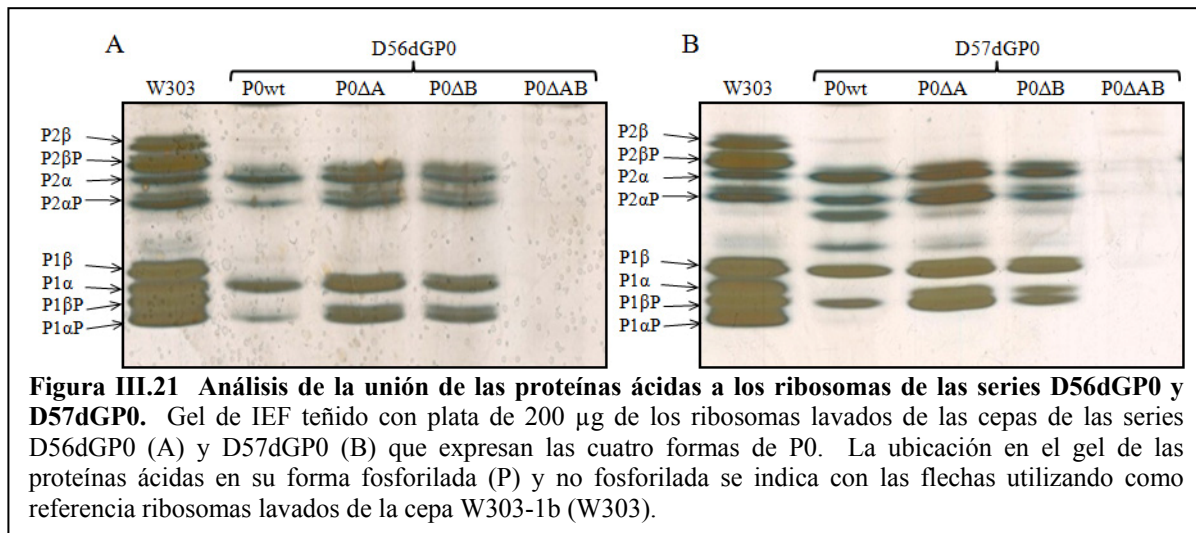 A
D56dGP0
W303 P0wt P0ΔA P0ΔB P0ΔAB
P2β
P2βP
P2α
P2αP
P1β
P1α
P1βP
P1αP
B
D57dGP0
W303 P0wt P0ΔA P0ΔB P0ΔAB
P2β
P2βP
P2α
P2αP
P1β
P1α
P1βP
P1αP
Figura III.21 Análisis de la unión de las proteínas ácidas a los ribosomas de las series D56dGP0 y
D57dGP0. Gel de IEF teñido con plata de 200 µg de los ribosomas lavados de las cepas de las series
D56dGP0 (A) y D57dGP0 (B) que expresan las cuatro formas de P0. La ubicación en el gel de las
proteínas ácidas en su forma fosforilada (P) y no fosforilada se indica con las flechas utilizando como
referencia ribosomas lavados de la cepa W303-1b (W303).